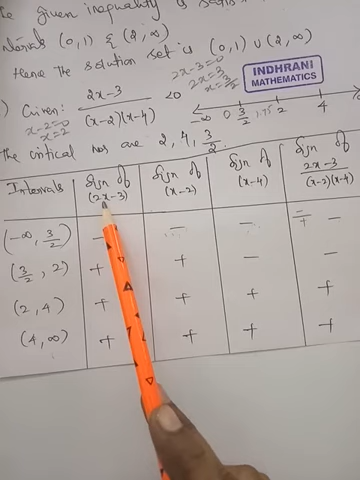 given inequality is satis
intervals (0,1) & (2,∞)
Hence the solution set is (0,1) ∪ (2,∞)
INDHRANI
MATHEMATICS
2x-3=0
2x=3
x=3/2
) Given: 2x-3/(x-2)(x-4) <0
x-2=0
x=2
-∞ 0 3/2 1.75 2 4
The critical nos are 2, 4, 3/2.
Intervals | Sign of (2x-3) | Sign of (x-2) | Sign of (x-4) | Sign of 2x-3/(x-2)(x-4)
(-∞, 3/2) | - | - | - | -/+ -
(3/2, 2) | + | + | - | -
(2,4) | + | + | + | +
(4,∞) | + | + | + | +